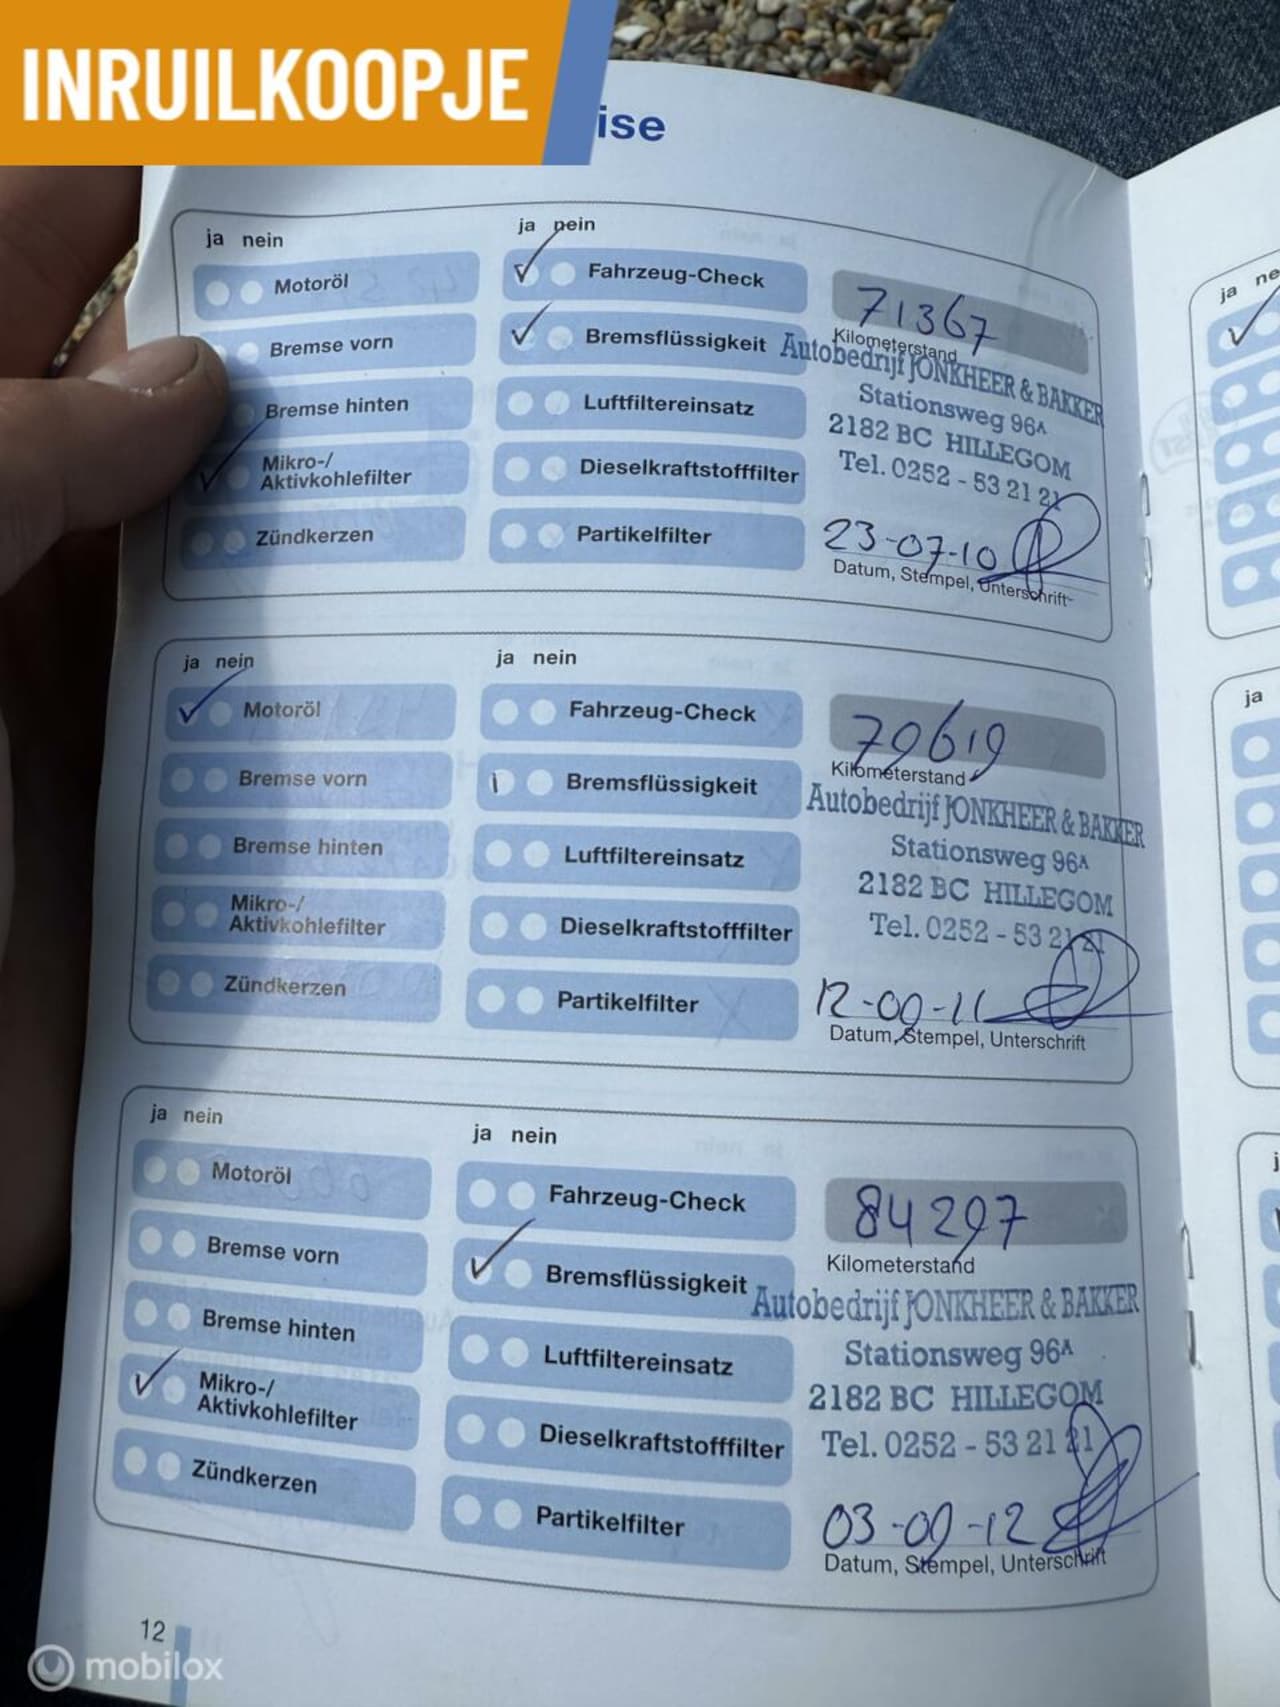 INRUILKOOPJE
ise
ja nein
Motoröl
Bremse vorn
Bremse hinten
Mikro-/
Aktivkohlefilter
Zündkerzen
ja nein
Fahrzeug-Check
Bremsflüssigkeit
Luftfiltereinsatz
Dieselkraftstofffilter
Partikelfilter
71367
Kilometerstand
Autobedrijf JONKHEER & BAKKER
Stationsweg 96A
2182 BC HILLEGOM
Tel. 0252 - 53 21 21
23-07-10
Datum, Stempel, Unterschrift
ja nein
Motoröl
Bremse vorn
Bremse hinten
Mikro-/
Aktivkohlefilter
Zündkerzen
ja nein
Fahrzeug-Check
Bremsflüssigkeit
Luftfiltereinsatz
Dieselkraftstofffilter
Partikelfilter
79619
Kilometerstand
Autobedrijf JONKHEER & BAKKER
Stationsweg 96A
2182 BC HILLEGOM
Tel. 0252 - 53 21 21
12-09-11
Datum, Stempel, Unterschrift
ja nein
Motoröl
Bremse vorn
Bremse hinten
Mikro-/
Aktivkohlefilter
Zündkerzen
ja nein
Fahrzeug-Check
Bremsflüssigkeit
Luftfiltereinsatz
Dieselkraftstofffilter
Partikelfilter
84297
Kilometerstand
Autobedrijf JONKHEER & BAKKER
Stationsweg 96A
2182 BC HILLEGOM
Tel. 0252 - 53 21 21
03-09-12
Datum, Stempel, Unterschrift
12
ja ne
ja
j
mobilox